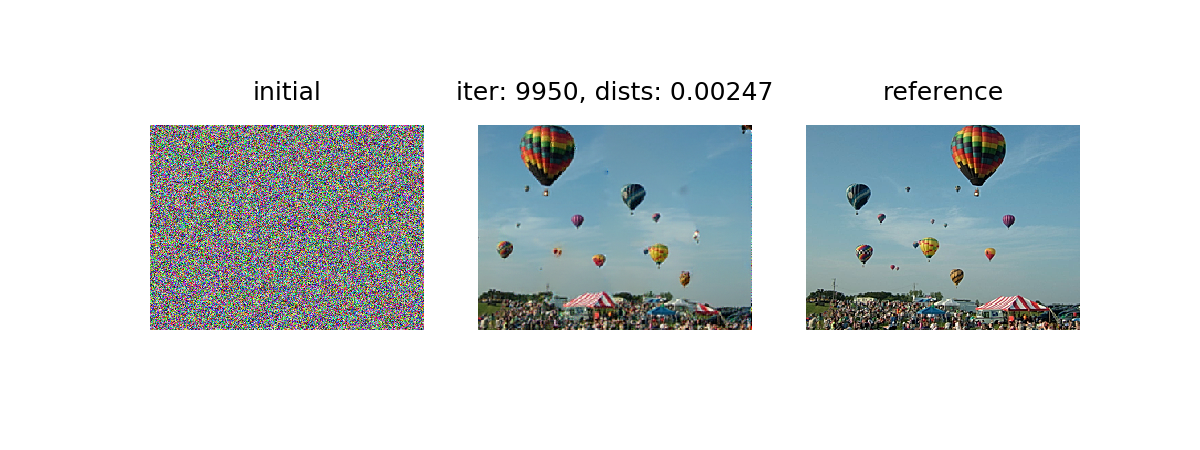 initial
iter: 9950, dists: 0.00247
reference